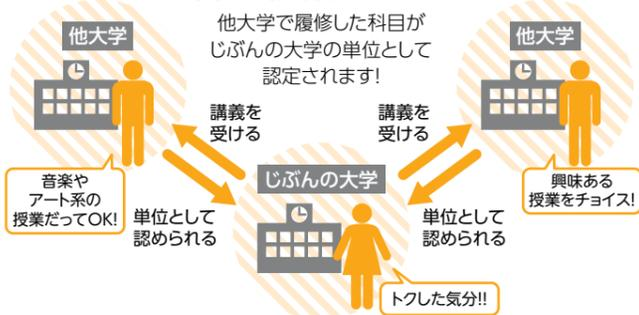 他大学で履修した科目が
じぶんの大学の単位として
認定されます!
他大学
他大学
講義を
受ける
講義を
受ける
音楽や
アート系の
授業だってOK!
興味ある
授業をチョイス!
じぶんの大学
単位として
認められる
単位として
認められる
トクした気分!!